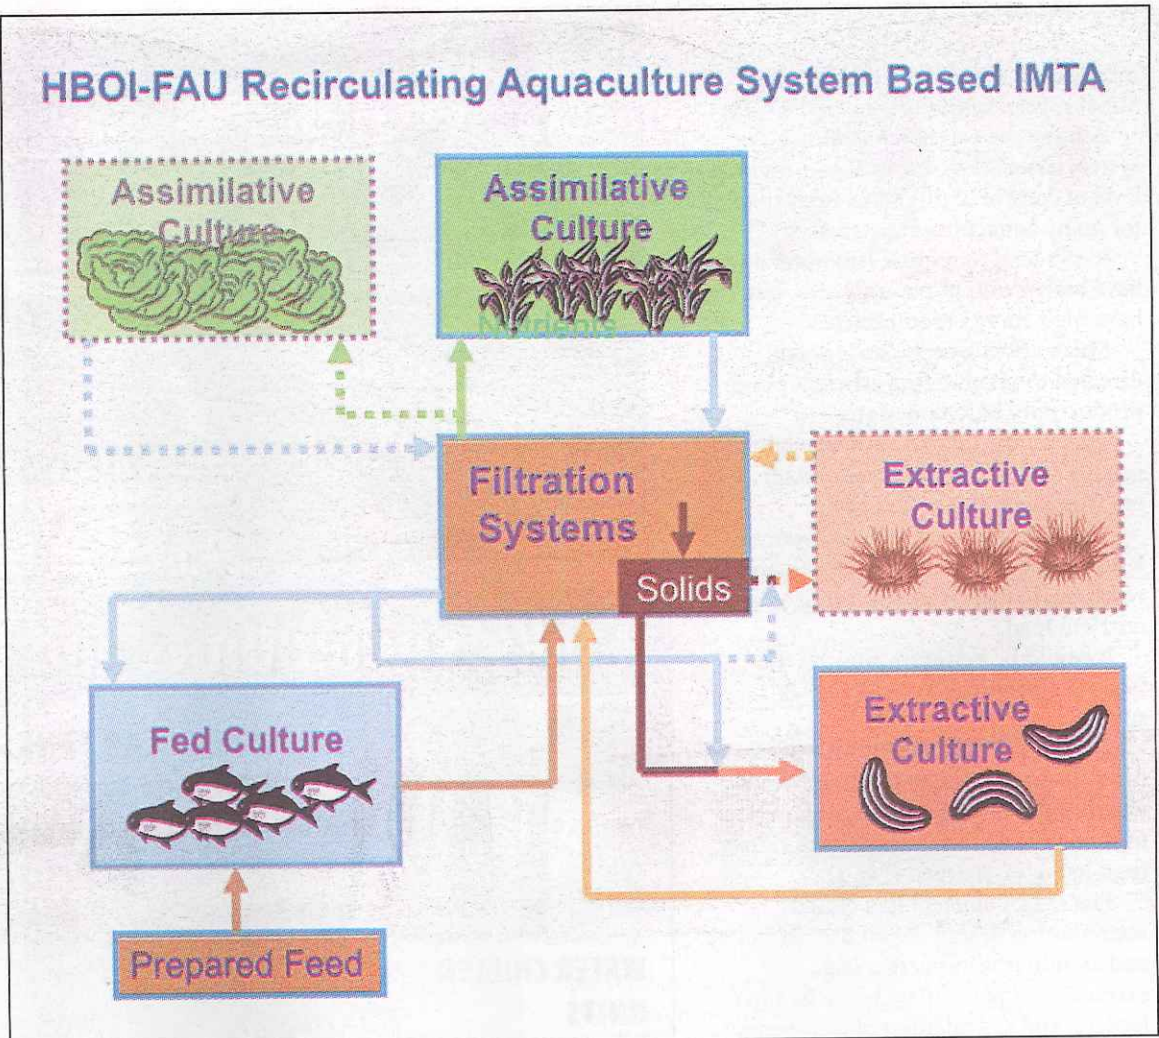 HBOI-FAU Recirculating Aquaculture System Based IMTA
Assimilative
Culture
Assimilative
Culture
Nutrients
Filtration
Systems
Solids
Extractive
Culture
Fed Culture
Extractive
Culture
Prepared Feed